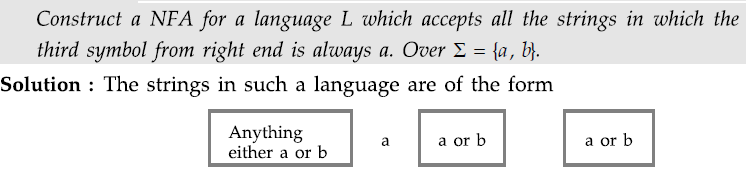 Construct a NFA for a language L which accepts all the strings in which the
third symbol from right end is always a. Over Σ = {a, b}.
Solution : The strings in such a language are of the form
Anything
either a or b
a
a or b
a or b